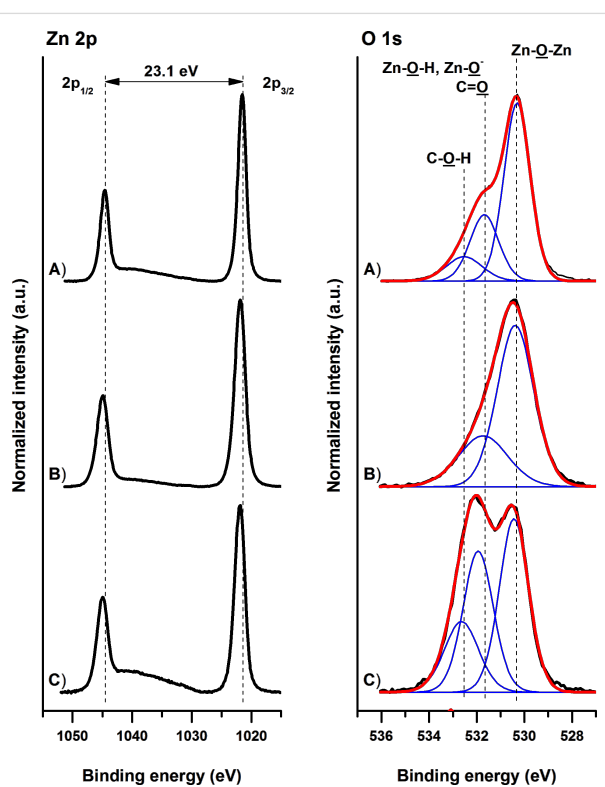 Zn 2p
O 1s
Zn-O-Zn
Zn-O-H, Zn-O-
C=O
23.1 eV
2p1/2
2p3/2
C-O-H
A)
A)
B)
B)
C)
C)
Normalized intensity (a.u.)
Normalized intensity (a.u.)
1050 1040 1030 1020
536 534 532 530 528
Binding energy (eV)
Binding energy (eV)